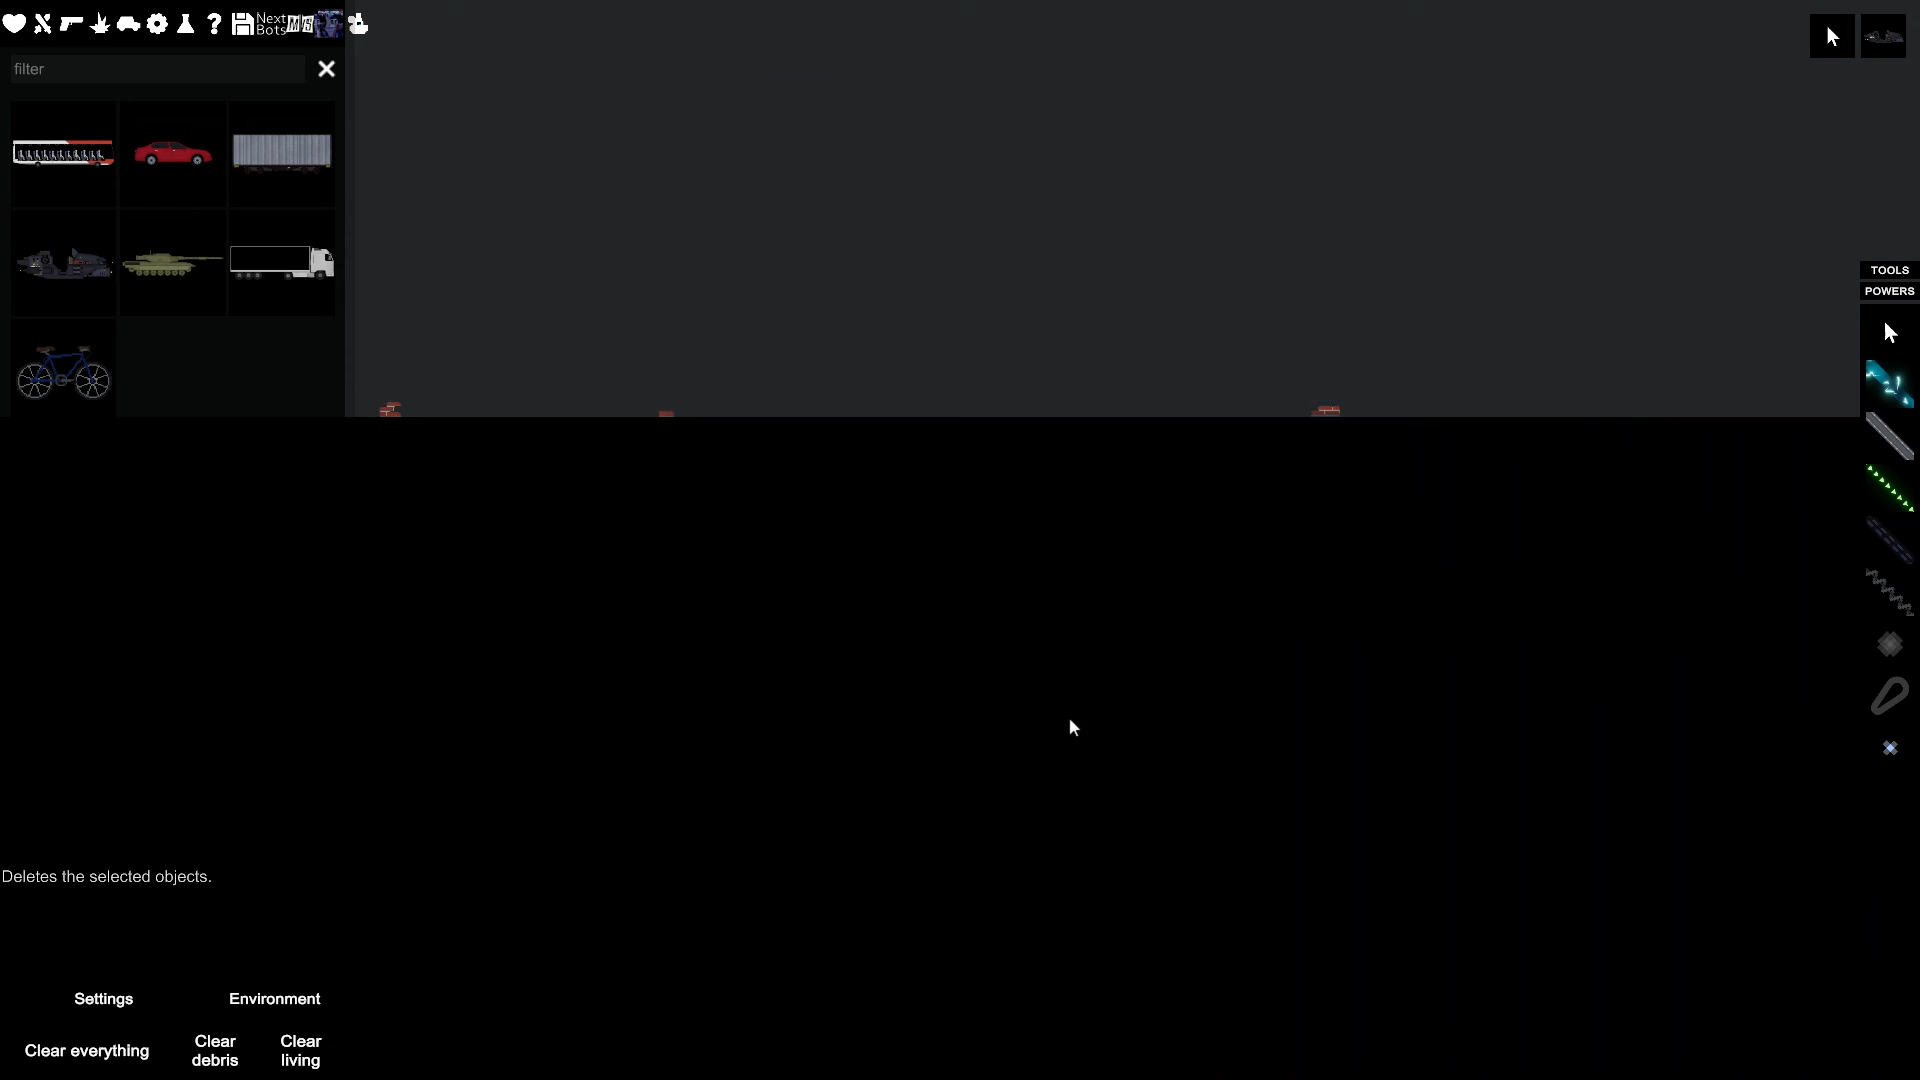 Next
Bots
filter
TOOLS
POWERS
Deletes the selected objects.
Settings
Environment
Clear everything
Clear
debris
Clear
living